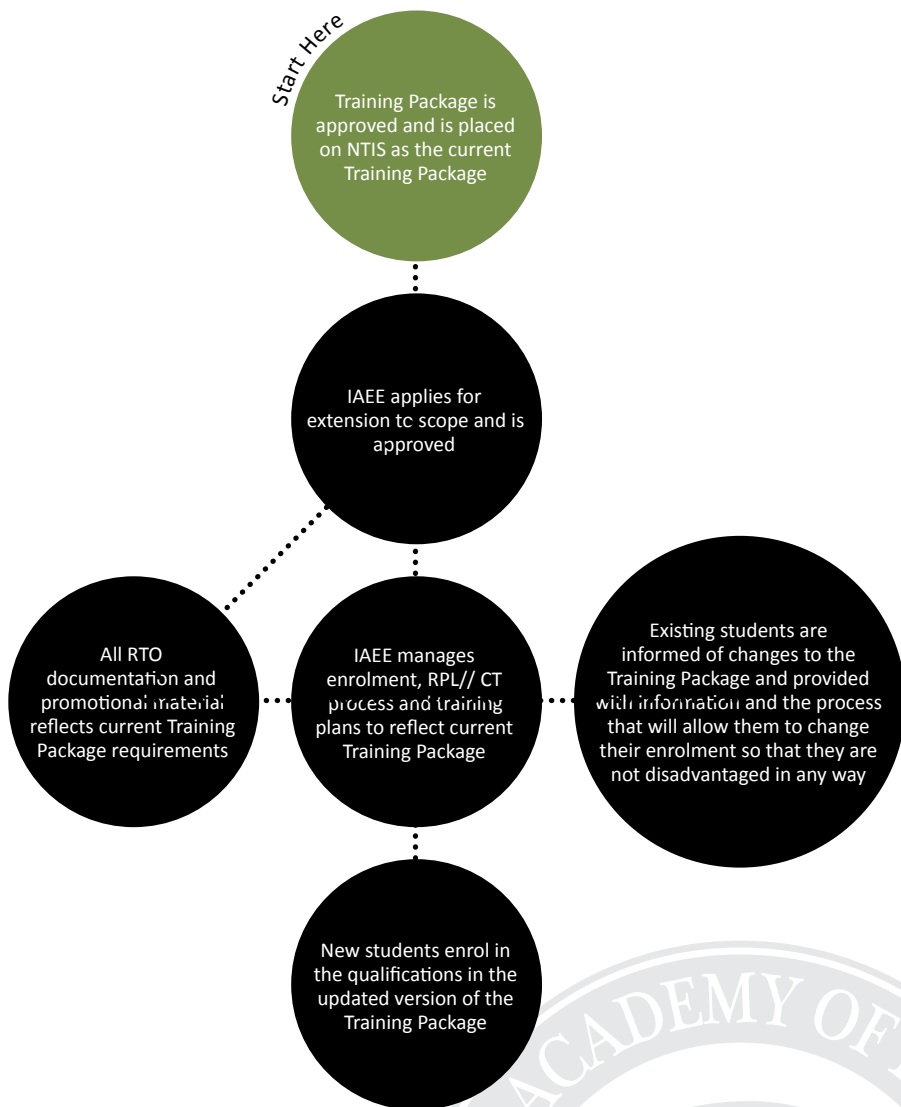 Start Here
Training Package is
approved and is placed
on NTIS as the current
Training Package
IAEE applies for
extension to scope and is
approved
All RTO
documentation and
promotional material
reflects current Training
Package requirements
IAEE manages
enrolment, RPL// CT
process and training
plans to reflect current
Training Package
Existing students are
informed of changes to the
Training Package and provided
with information and the process
that will allow them to change
their enrolment so that they are
not disadvantaged in any way
New students enrol in
the qualifications in the
updated version of the
Training Package
ACADEMY OF